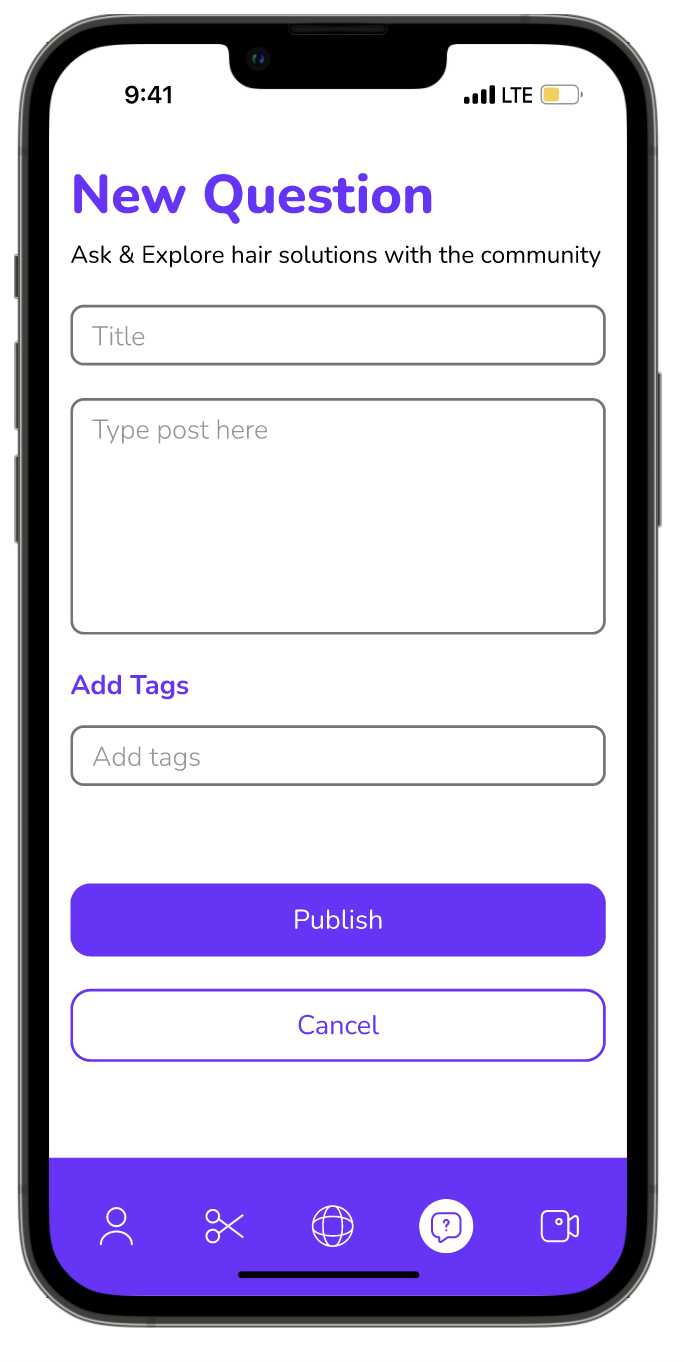 9:41 LTE
New Question
Ask & Explore hair solutions with the community
Title
Type post here
Add Tags
Add tags
Publish
Cancel
?